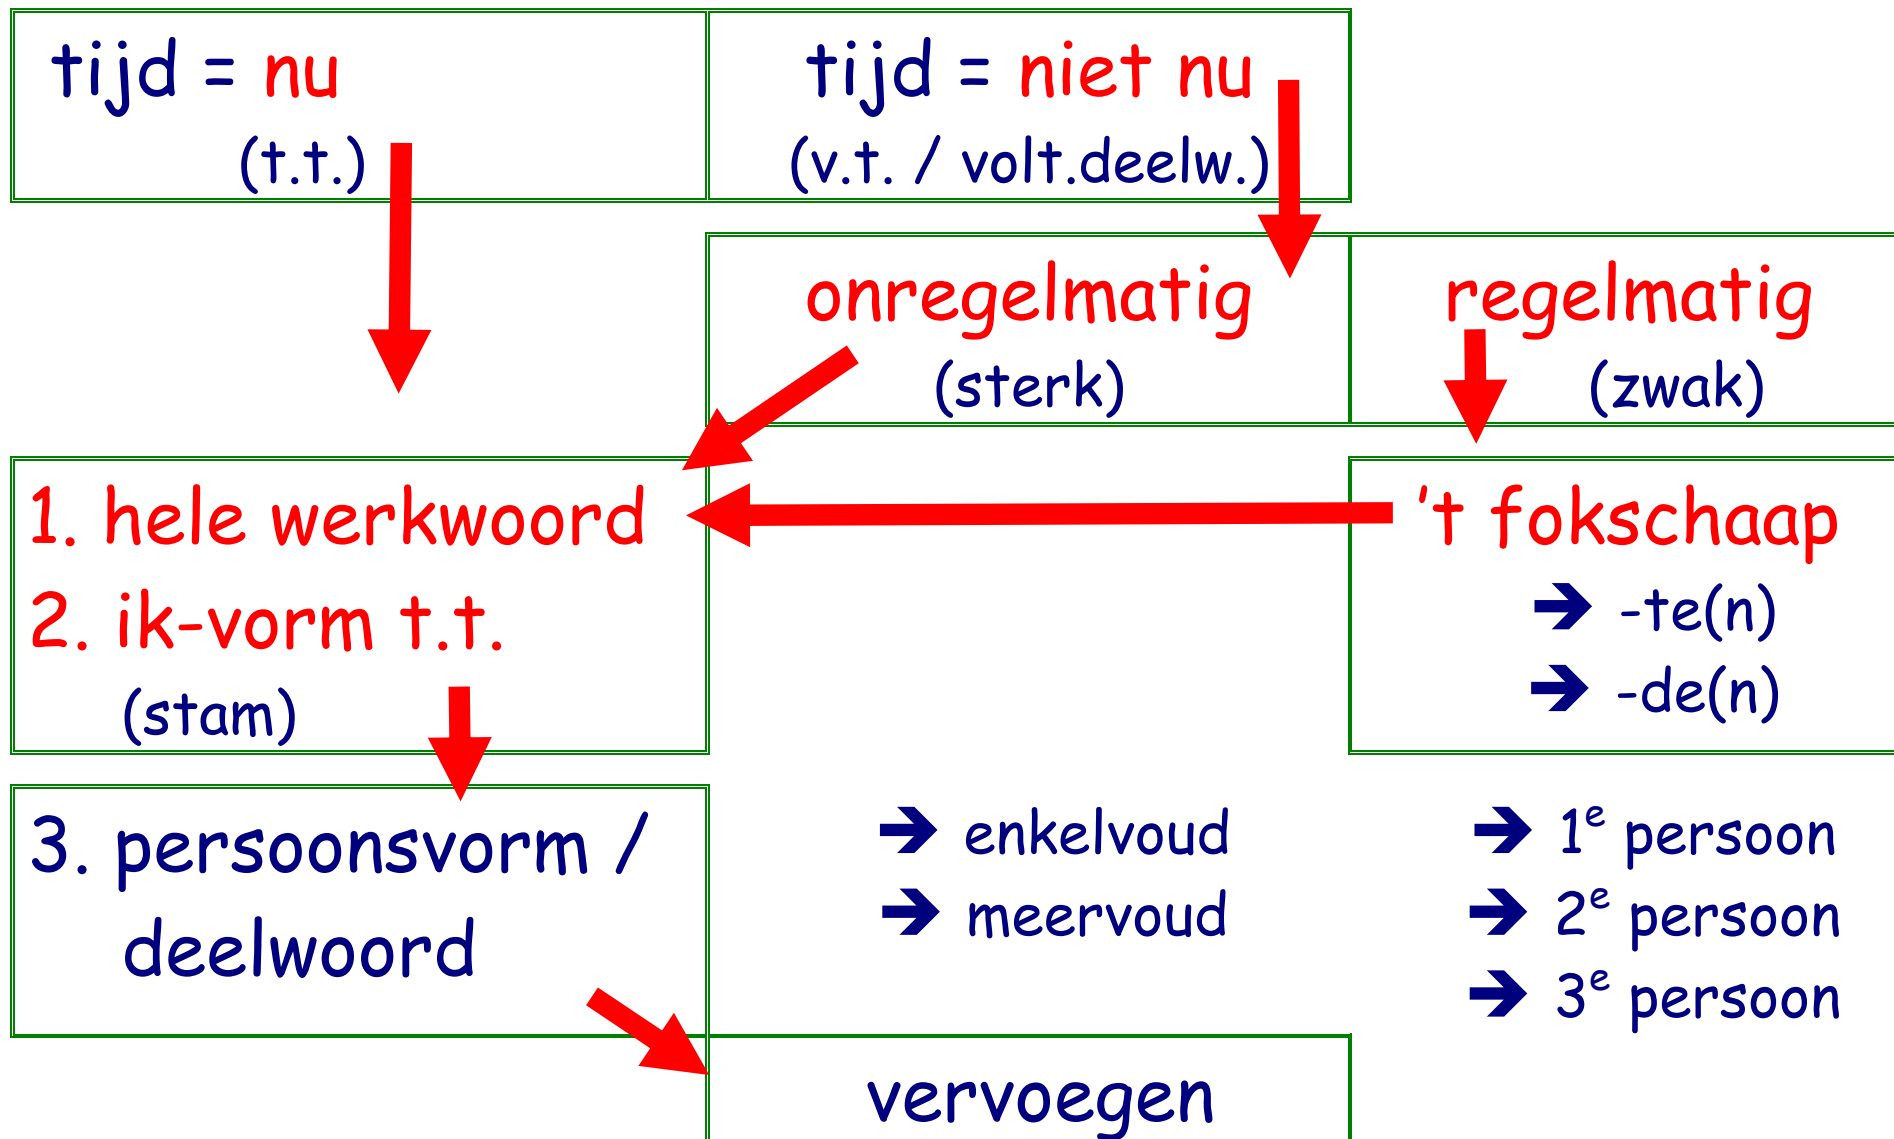 tijd = nu
(t.t.)
tijd = niet nu
(v.t. / volt.deelw.)
onregelmatig
(sterk)
regelmatig
(zwak)
1. hele werkwoord
2. ik-vorm t.t.
(stam)
't fokschaap
➔ -te(n)
➔ -de(n)
3. persoonsvorm /
deelwoord
➔ enkelvoud
➔ meervoud
➔ 1e persoon
➔ 2e persoon
➔ 3e persoon
vervoegen